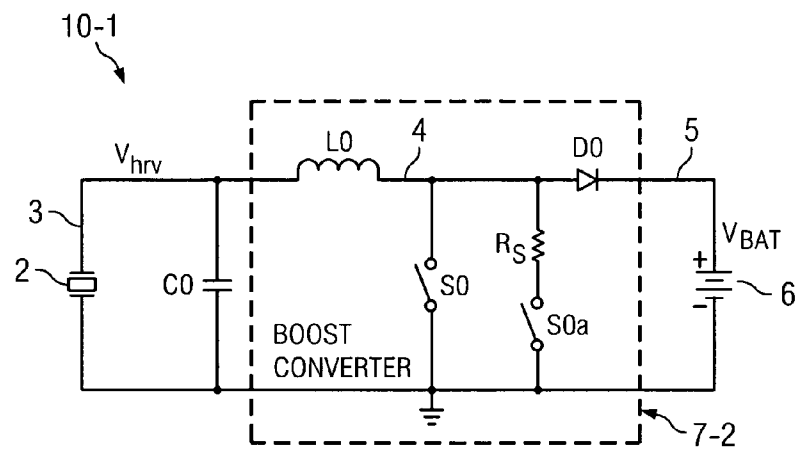 10-1
V_hrv
L0
4
D0
5
3
2
C0
S0
R_S
S0a
V_BAT
+
-
6
BOOST
CONVERTER
7-2